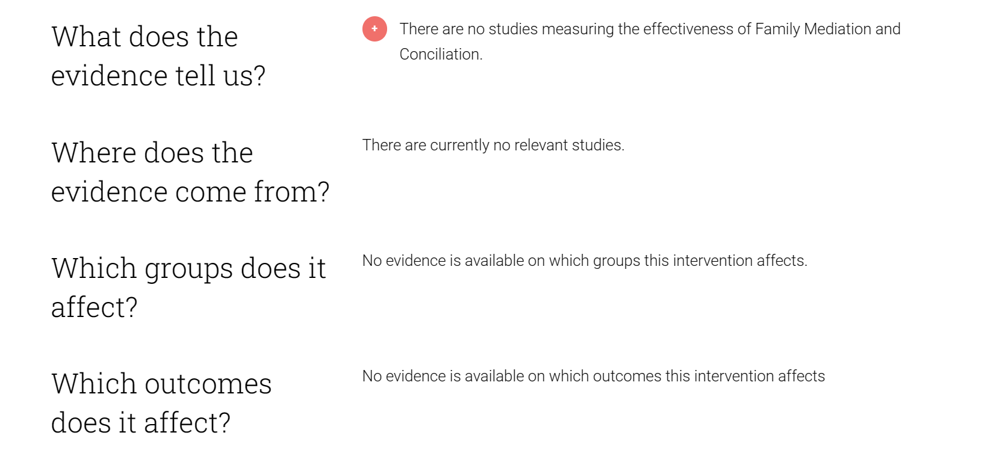 What does the
evidence tell us?
+
There are no studies measuring the effectiveness of Family Mediation and
Conciliation.
Where does the
evidence come from?
There are currently no relevant studies.
Which groups does it
affect?
No evidence is available on which groups this intervention affects.
Which outcomes
does it affect?
No evidence is available on which outcomes this intervention affects